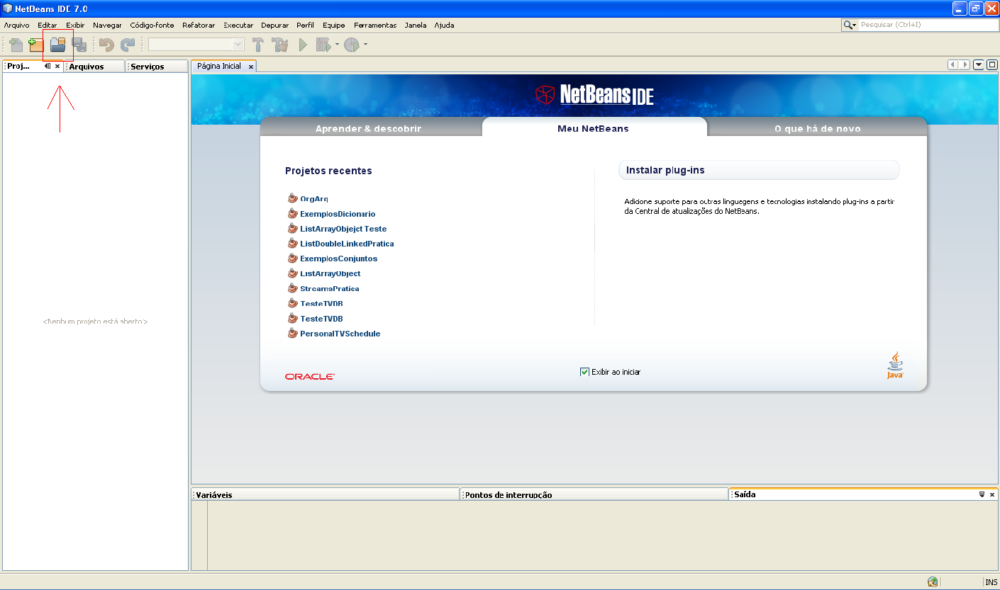 NetBeans IDE 7.0
Arquivo Editar Exibir Navegar Código-fonte Refatorar Executar Depurar Perfil Equipe Ferramentas Janela Ajuda
Pesquisar (Ctrl+I)
Proj... Arquivos Serviços
Página Inicial
NetBeans IDE
Aprender & descobrir
Meu NetBeans
O que há de novo
Projetos recentes
OrgArq
ExemplosDicionario
ListArrayObjejct Teste
ListDoubleLinkedPratica
ExemplosConjuntos
ListArrayObject
StreamsPratica
TesteTVDB
TesteTVDB
PersonalTVSchedule
Instalar plug-ins
Adicione suporte para outras linguagens e tecnologias instalando plug-ins a partir
da Central de atualizações do NetBeans.
<Nenhum projeto está aberto>
ORACLE
Exibir ao iniciar
Java
Variáveis
Pontos de interrupção
Saída
INS